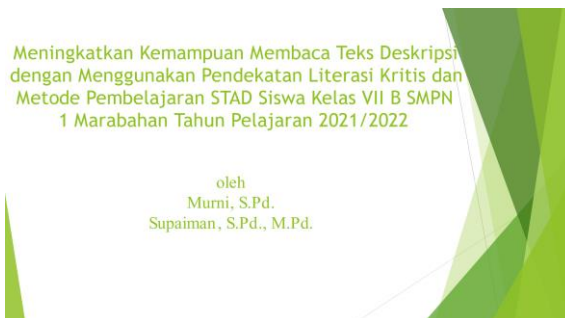 Meningkatkan Kemampuan Membaca Teks Deskripsi
dengan Menggunakan Pendekatan Literasi Kritis dan
Metode Pembelajaran STAD Siswa Kelas VII B SMPN
1 Marabahan Tahun Pelajaran 2021/2022
oleh
Murni, S.Pd.
Supaiman, S.Pd., M.Pd.